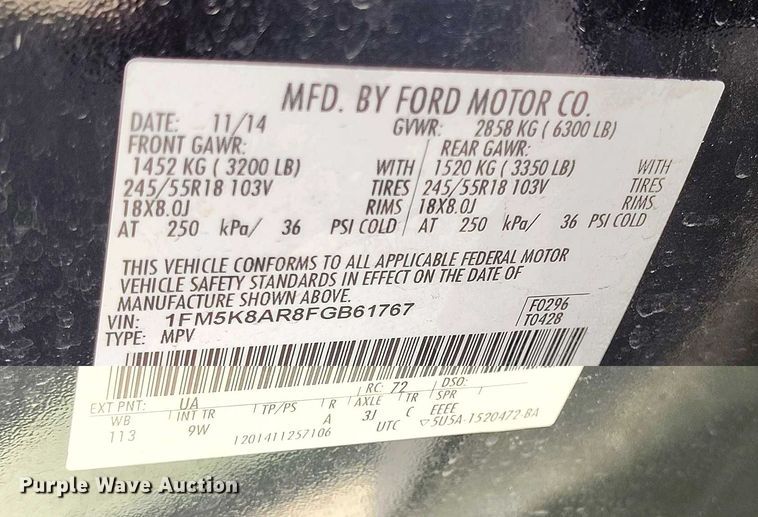 MFD. BY FORD MOTOR CO.
DATE: 11/14 GVWR: 2858 KG ( 6300 LB)
FRONT GAWR: REAR GAWR:
1452 KG ( 3200 LB) WITH 1520 KG ( 3350 LB) WITH
245/55R18 103V TIRES 245/55R18 103V TIRES
18X8.0J RIMS 18X8.0J RIMS
AT 250 kPa/ 36 PSI COLD AT 250 kPa/ 36 PSI COLD
THIS VEHICLE CONFORMS TO ALL APPLICABLE FEDERAL MOTOR
VEHICLE SAFETY STANDARDS IN EFFECT ON THE DATE OF
MANUFACTURE SHOWN ABOVE.
VIN: 1FM5K8AR8FGB61767 F0296
TYPE: MPV T0428
EXT PNT: UA RC: 72 DSO:
WB INT TR TP/PS R AXLE TR SPR
113 9W A 3J C EEEE
1201411257106 UTC ▽5U5A-1520472-BA
Purple Wave Auction